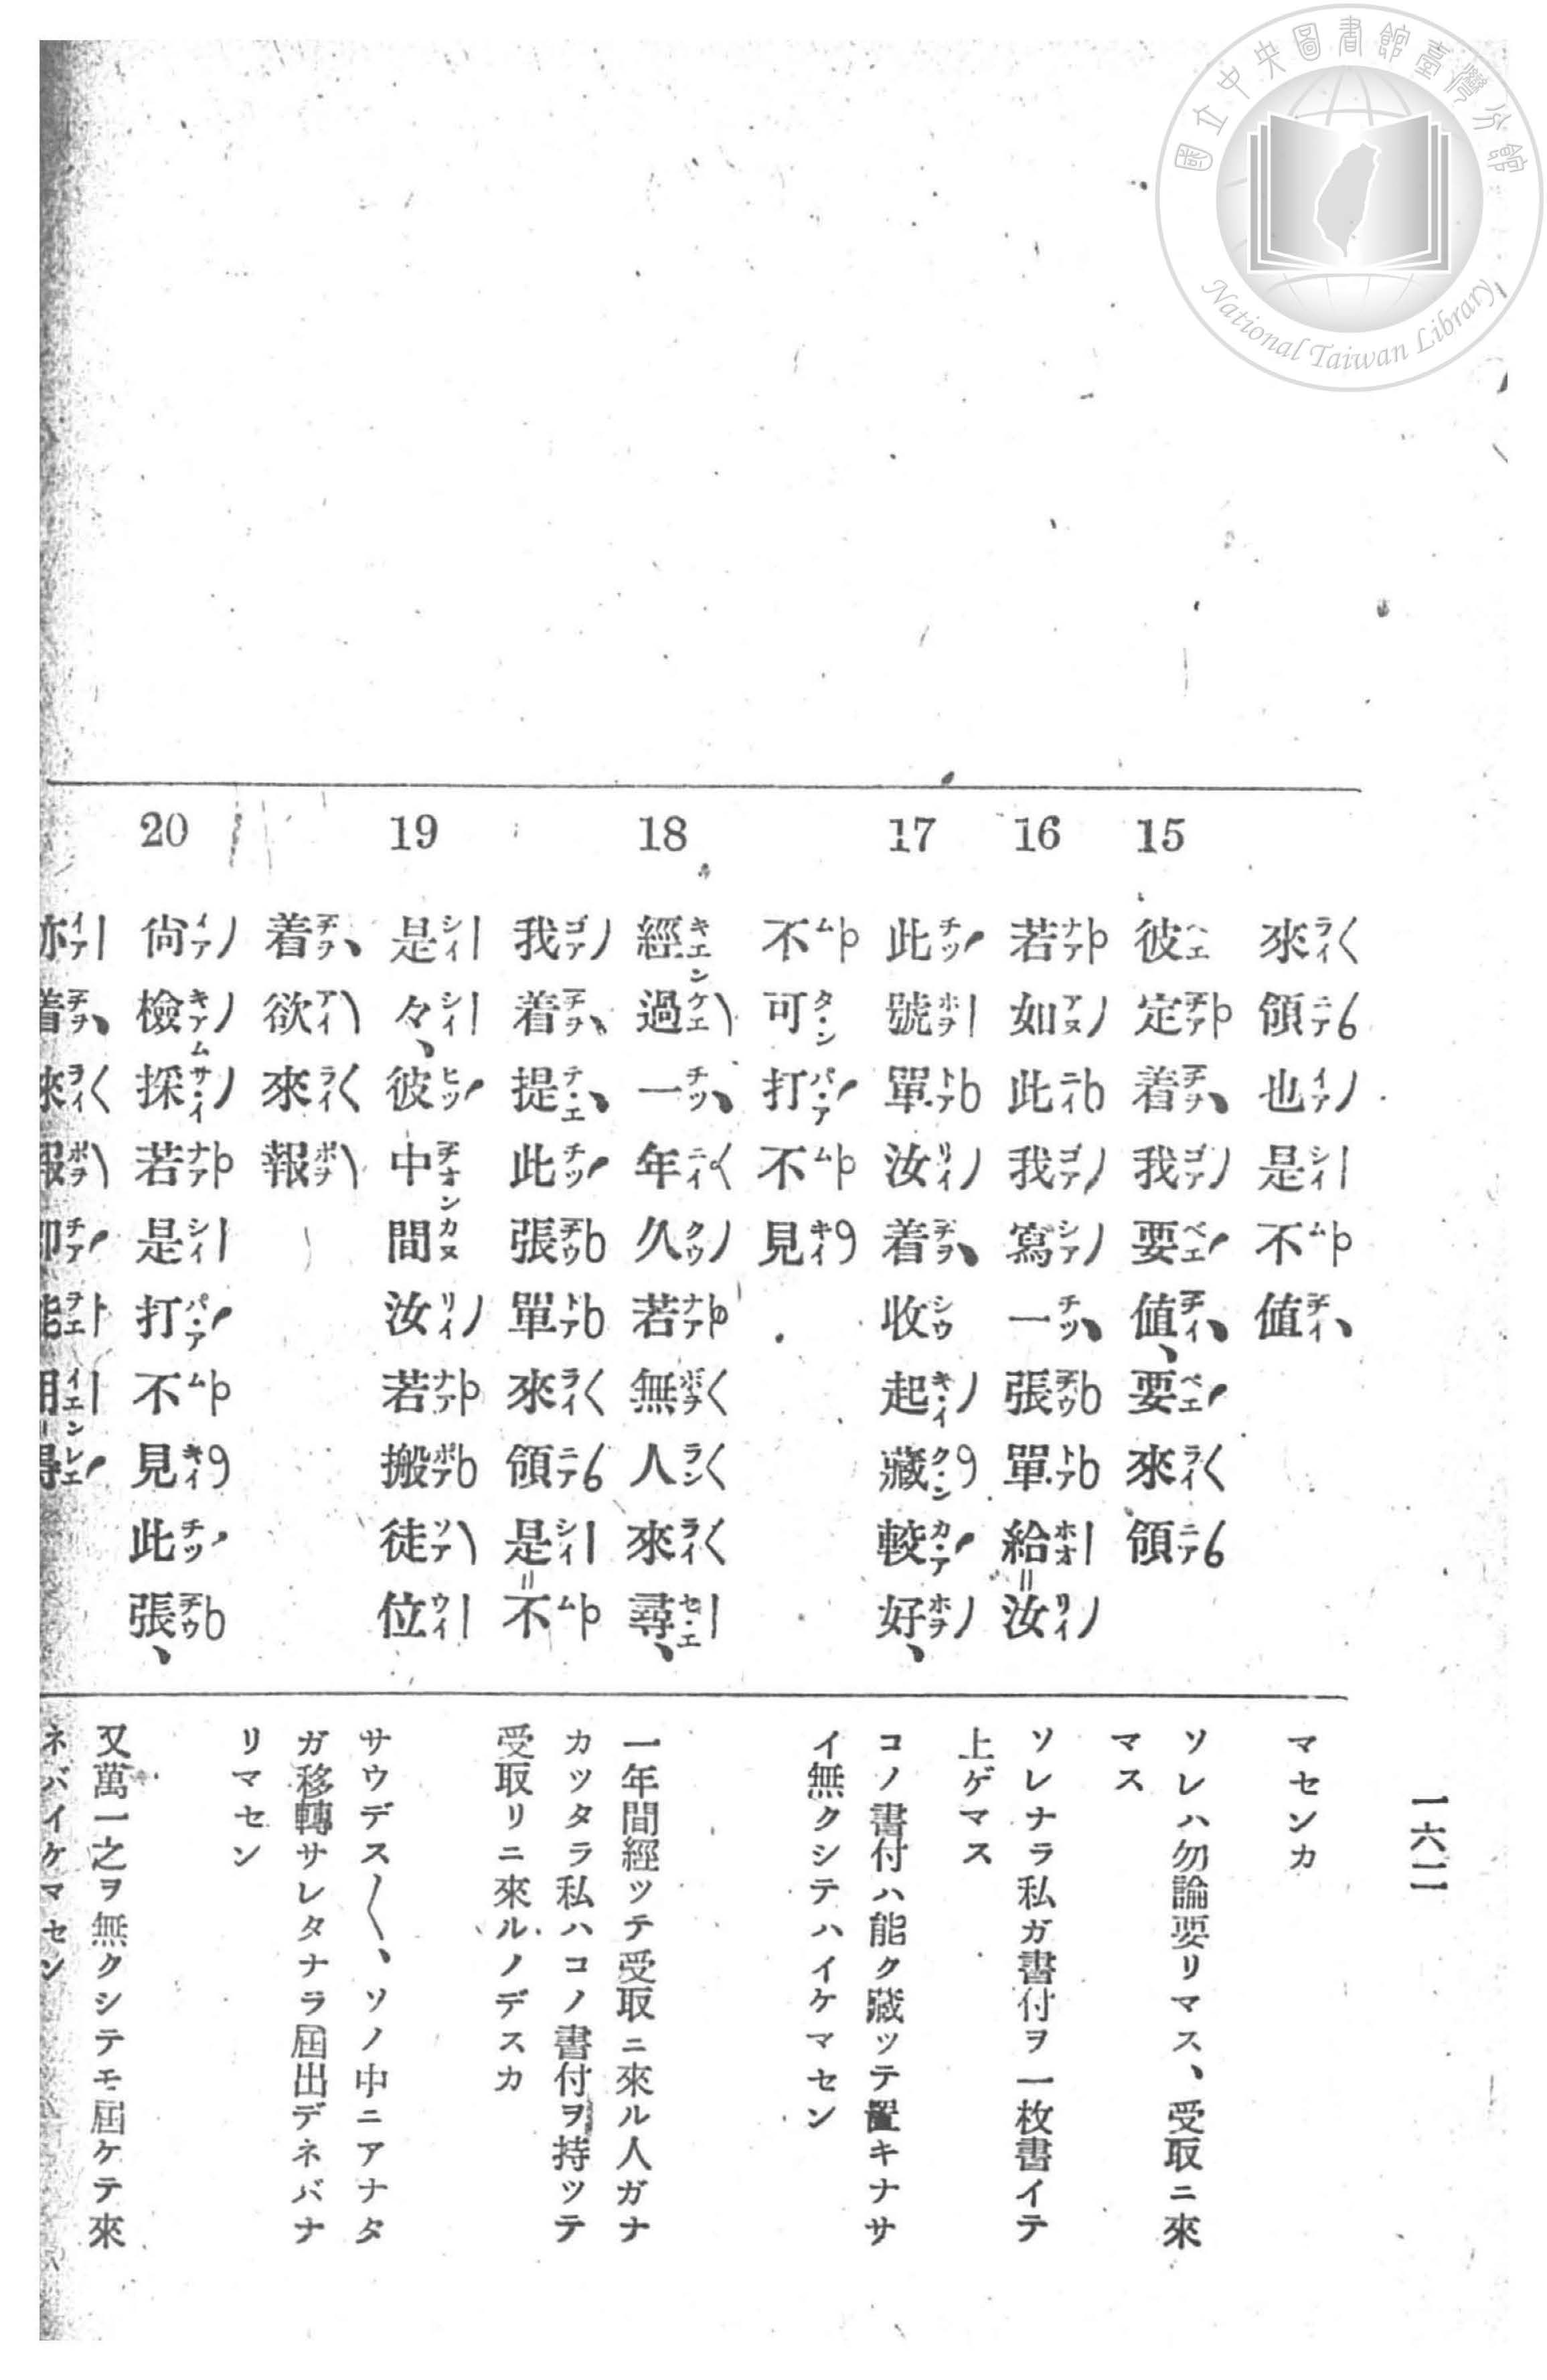 國立中央圖書館臺灣分館
National Taiwan Library
一六二
來領也是不值
マセンカ
15
彼定着我要值、要來領
ソレハ勿論要リマス、受取ニ來
マス
16
若如此我寫一張單給=汝
ソレナラ私ガ書付ヲ一枚書イテ
上ゲマス
17
此號單汝着收起藏較好、
不可打不見
コノ書付ハ能ク藏ツテ置キナサ
イ無クシテハイケマセン
18
經過一年久若無人來尋、
我着提此張單來領是=不
一年間經ツテ受取ニ來ル人ガナ
カツタラ私ハコノ書付ヲ持ツテ
受取リニ來ルノデスカ
19
是々、彼中間汝若搬徒位
着欲來報
サウデス〱、ソノ中ニアナタ
ガ移轉サレタナラ屆出デネバナ
リマセン
20
尙檢採若是打不見此張、
亦着來報卽能用得
又萬一之ヲ無クシテモ屆ケテ來
ネバイケマセン